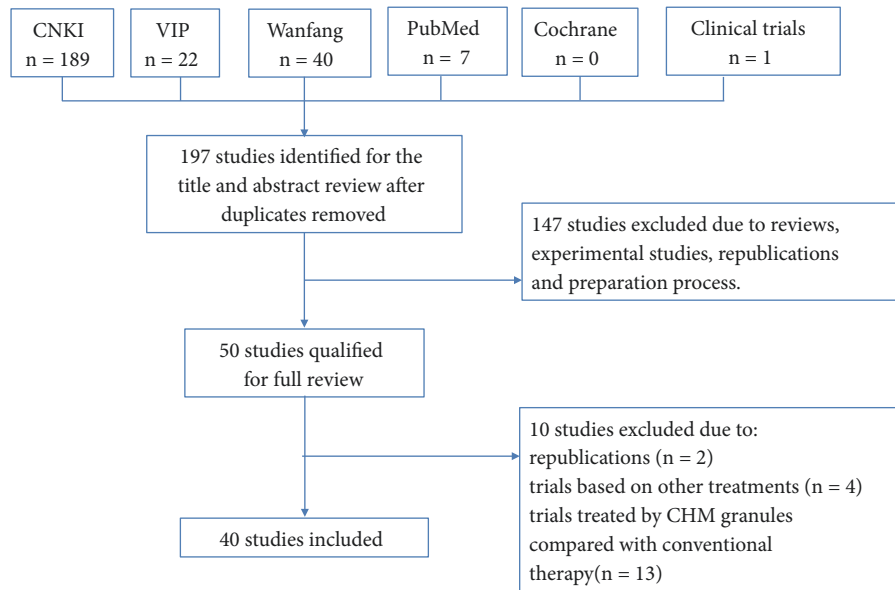 CNKI
n = 189
VIP
n = 22
Wanfang
n = 40
PubMed
n = 7
Cochrane
n = 0
Clinical trials
n = 1
197 studies identified for the
title and abstract review after
duplicates removed
147 studies excluded due to reviews,
experimental studies, republications
and preparation process.
50 studies qualified
for full review
10 studies excluded due to:
republications (n = 2)
trials based on other treatments (n = 4)
trials treated by CHM granules
compared with conventional
therapy(n = 13)
40 studies included